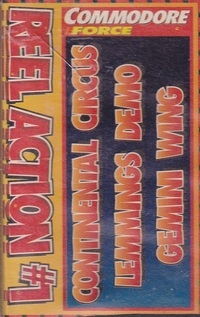 COMMODORE
FORCE
REEL ACTION #1
CONTINENTAL CIRCUS
LEMMINGS DEMO
GEMINI WING